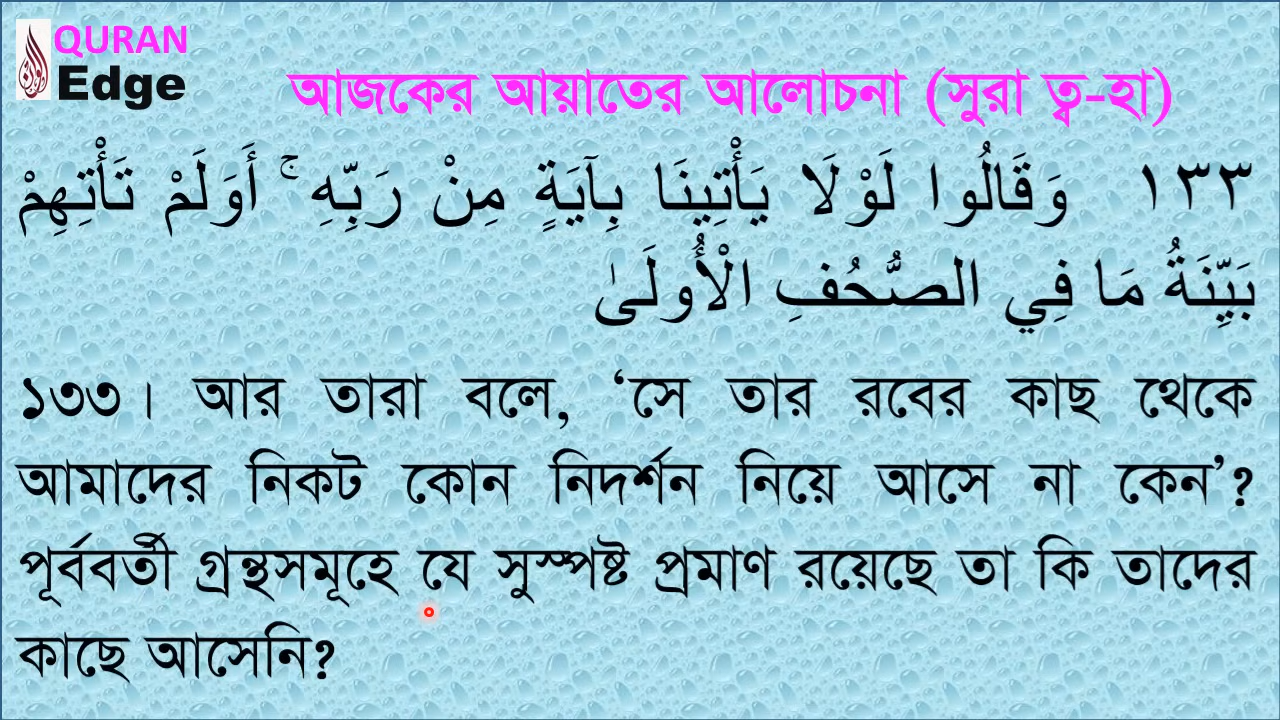 QURAN
Edge
আজকের আয়াতের আলোচনা (সুরা ত্ব-হা)
١٣٣ وَقَالُوا لَوْلَا يَأْتِينَا بِآيَةٍ مِنْ رَبِّهِ ۚ أَوَلَمْ تَأْتِهِمْ
بَيِّنَةُ مَا فِي الصُّحُفِ الْأُولَىٰ
১৩৩। আর তারা বলে, ‘সে তার রবের কাছ থেকে
আমাদের নিকট কোন নিদর্শন নিয়ে আসে না কেন’?
পূর্ববর্তী গ্রন্থসমূহে যে সুস্পষ্ট প্রমাণ রয়েছে তা কি তাদের
কাছে আসেনি?